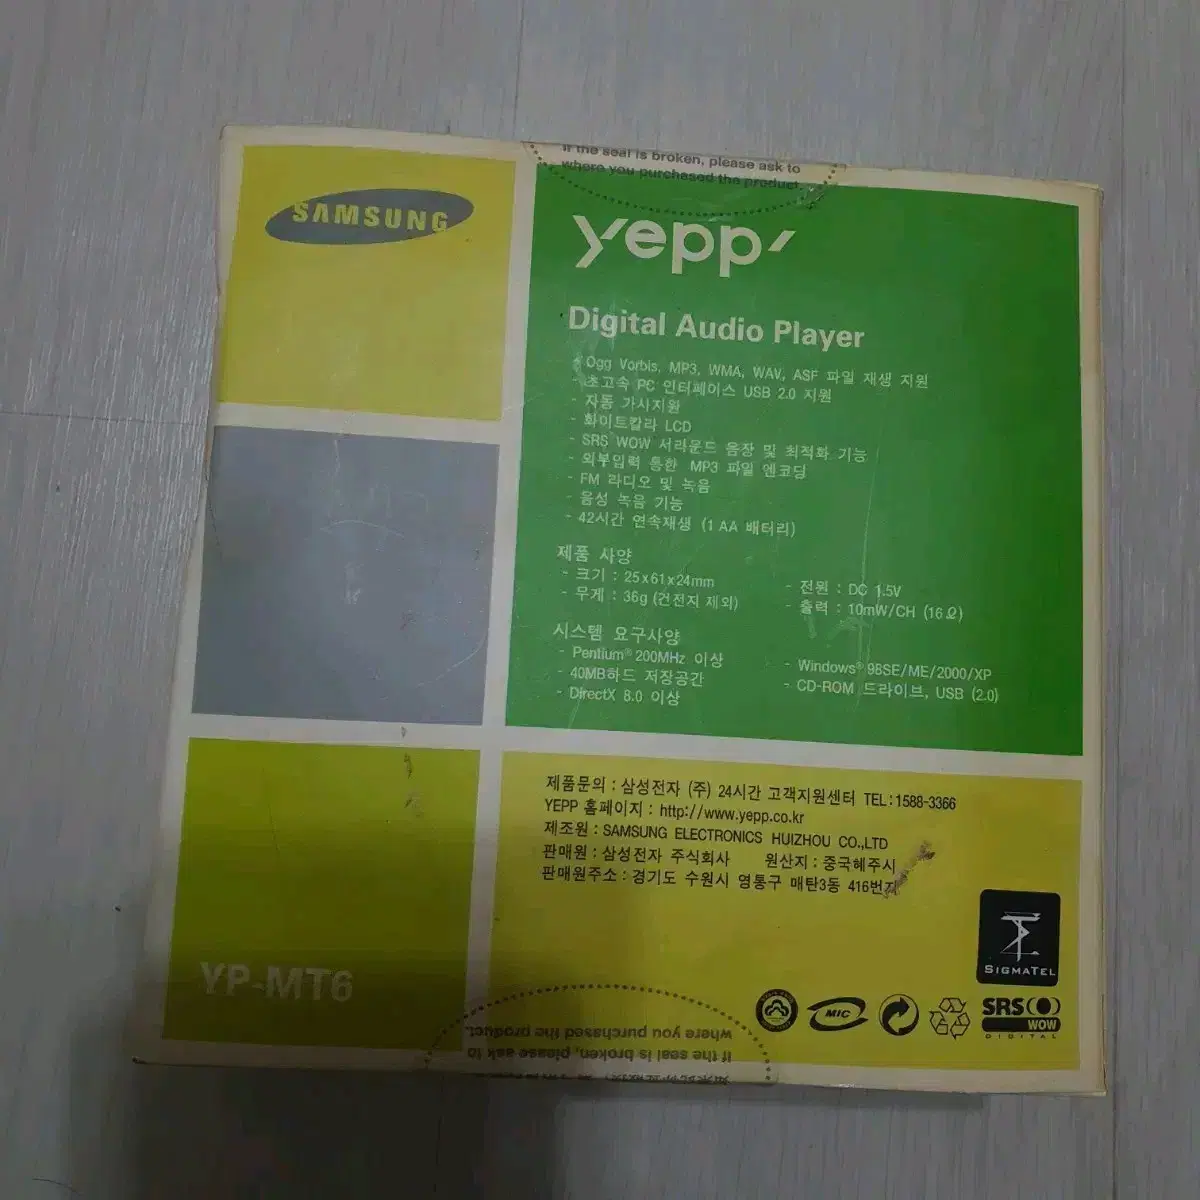 If the seal is broken, please ask to
where you purchased the product.
SAMSUNG
yepp'
Digital Audio Player
- Ogg Vorbis, MP3, WMA, WAV, ASF 파일 재생 지원
- 초고속 PC 인터페이스 USB 2.0 지원
- 자동 가사지원
- 화이트칼라 LCD
- SRS WOW 서라운드 음장 및 최적화 기능
- 외부입력 통한 MP3 파일 엔코딩
- FM 라디오 및 녹음
- 음성 녹음 기능
- 42시간 연속재생 (1 AA 배터리)
제품 사양
- 크기 : 25x61x24mm
- 무게 : 36g (건전지 제외)
- 전원 : DC 1.5V
- 출력 : 10mW/CH (16Ω)
시스템 요구사양
- Pentium® 200MHz 이상
- 40MB하드 저장공간
- DirectX 8.0 이상
- Windows® 98SE/ME/2000/XP
- CD-ROM 드라이브, USB (2.0)
제품문의 : 삼성전자 (주) 24시간 고객지원센터 TEL:1588-3366
YEPP 홈페이지 : http://www.yepp.co.kr
제조원 : SAMSUNG ELECTRONICS HUIZHOU CO.,LTD
판매원 : 삼성전자 주식회사 원산지 : 중국혜주시
판매원주소 : 경기도 수원시 영통구 매탄3동 416번지
YP-MT6
SIGMATEL
MIC
SRS
WOW
DIGITAL
If the seal is broken, please ask to
where you purchased the product.